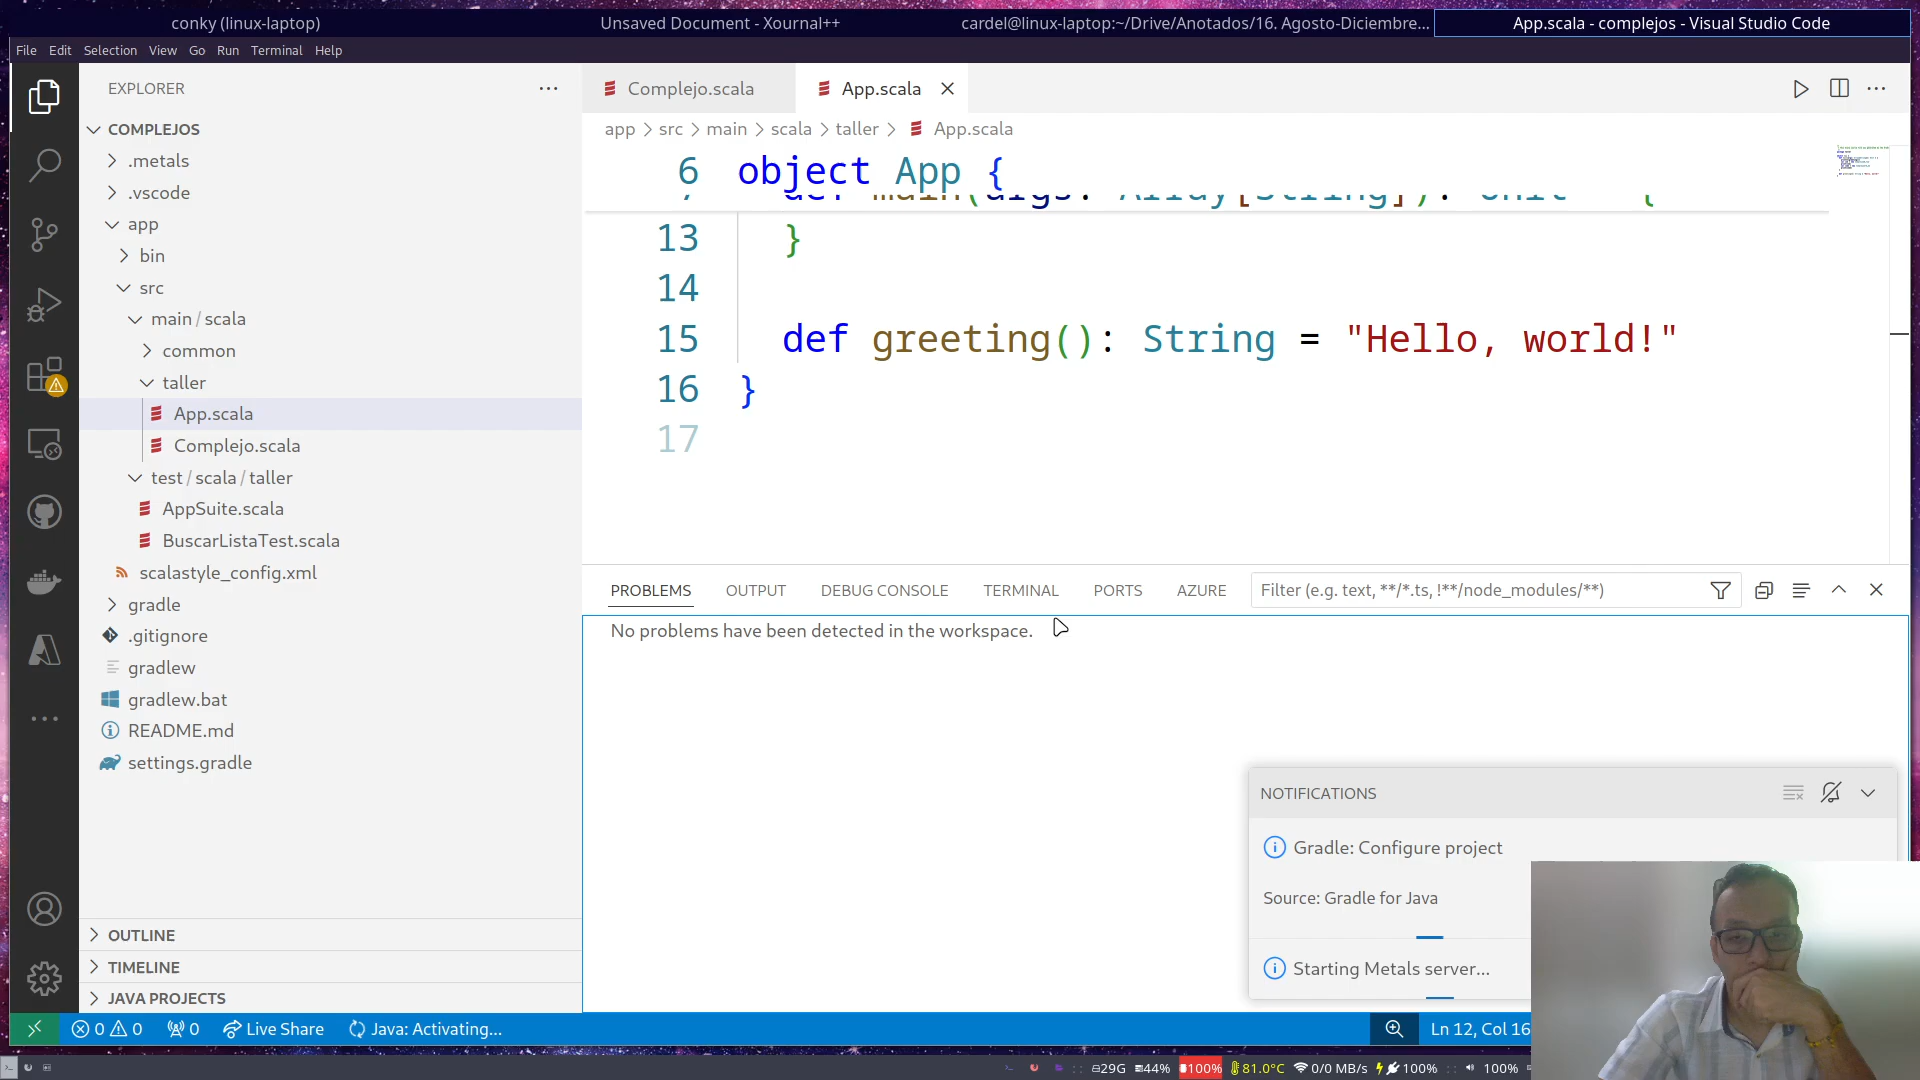 conky (linux-laptop)
Unsaved Document - Xournal++
cardel@linux-laptop:~/Drive/Anotados/16. Agosto-Diciembre...
App.scala - complejos - Visual Studio Code
File Edit Selection View Go Run Terminal Help
EXPLORER
COMPLEJOS
.metals
.vscode
app
bin
src
main / scala
common
taller
App.scala
Complejo.scala
test / scala / taller
AppSuite.scala
BuscarListaTest.scala
scalastyle_config.xml
gradle
.gitignore
gradlew
gradlew.bat
README.md
settings.gradle
OUTLINE
TIMELINE
JAVA PROJECTS
Complejo.scala
App.scala
app > src > main > scala > taller > App.scala
6 object App {
13 }
14
15 def greeting(): String = "Hello, world!"
16 }
17
PROBLEMS OUTPUT DEBUG CONSOLE TERMINAL PORTS AZURE
Filter (e.g. text, **/*.ts, !**/node_modules/**)
No problems have been detected in the workspace.
NOTIFICATIONS
Gradle: Configure project
Source: Gradle for Java
Starting Metals server...
0 0 0 Live Share Java: Activating...
Ln 12, Col 16
29G 44% 100% 81.0°C 0/0 MB/s 100% 100%